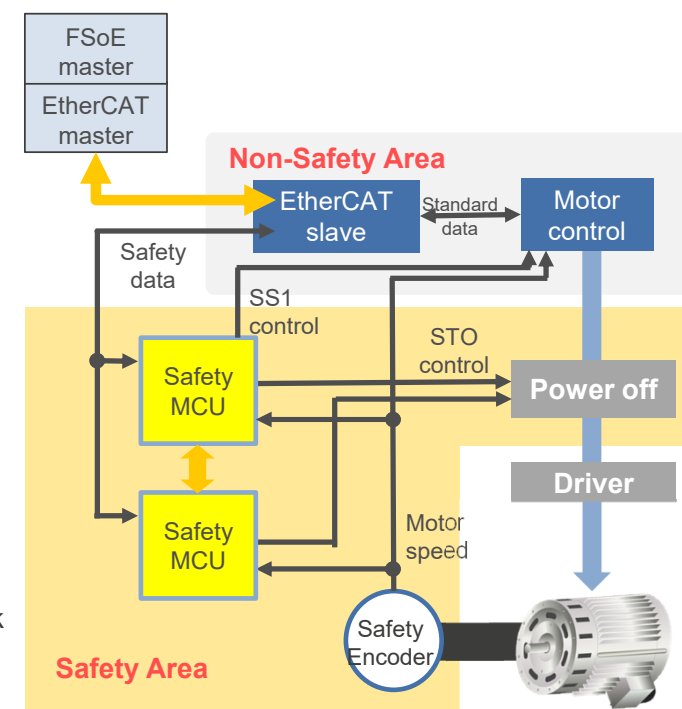 FSoE
master
EtherCAT
master
Non-Safety Area
EtherCAT
slave
Standard
data
Motor
control
Safety
data
SS1
control
STO
control
Safety
MCU
Power off
Driver
Safety
MCU
Motor
speed
k
Safety
Encoder
Safety Area